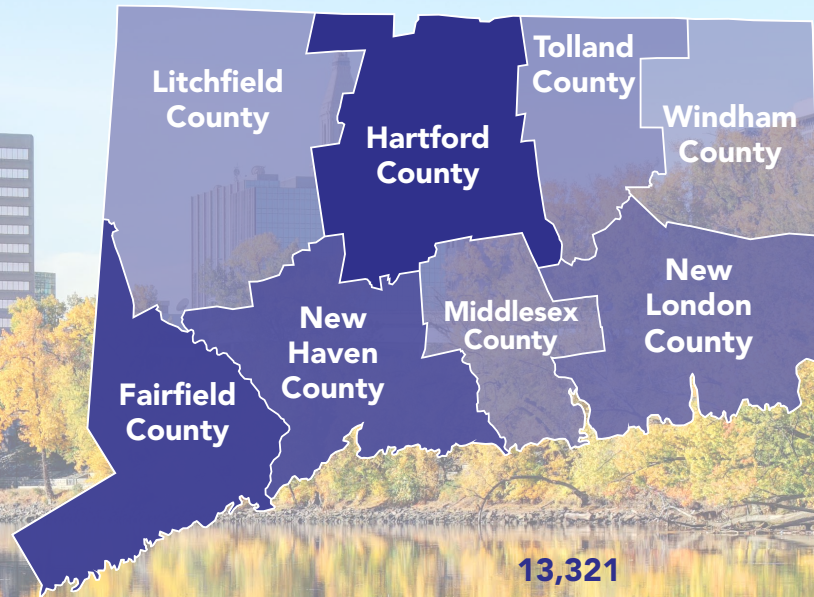 Litchfield
County
Hartford
County
Tolland
County
Windham
County
New
London
County
Middlesex
County
New
Haven
County
Fairfield
County
13,321